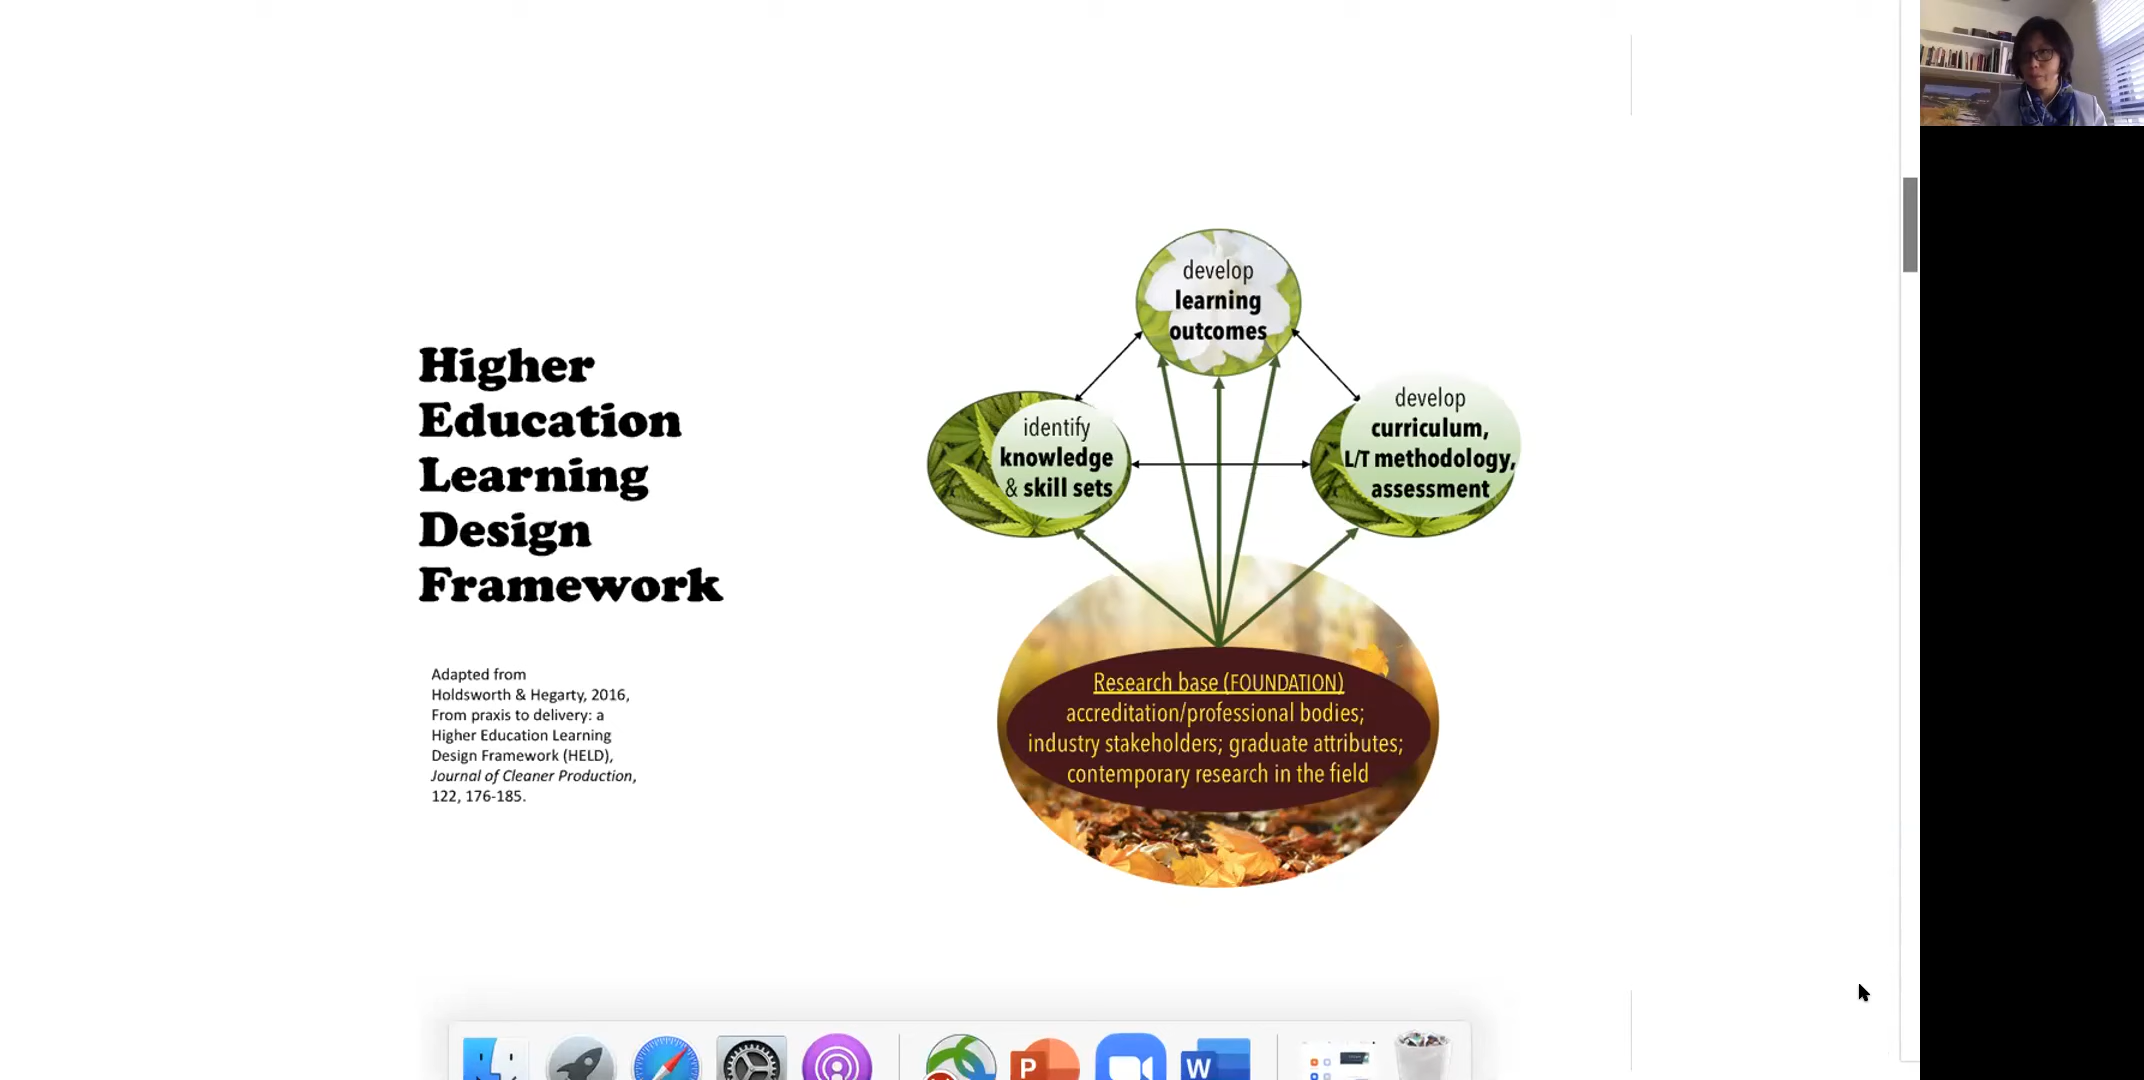 Higher
Education
Learning
Design
Framework
Adapted from
Holdsworth & Hegarty, 2016,
From praxis to delivery: a
Higher Education Learning
Design Framework (HELD),
Journal of Cleaner Production,
122, 176-185.
develop
learning
outcomes
identify
knowledge
& skill sets
develop
curriculum,
L/T methodology,
assessment
Research base (FOUNDATION)
accreditation/professional bodies;
industry stakeholders; graduate attributes;
contemporary research in the field
P
W